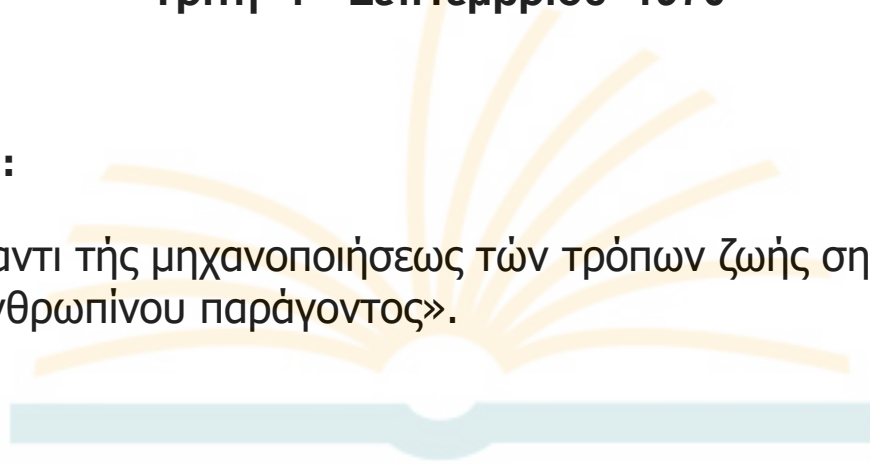 :
αντι τής μηχανοποιήσεως τών τρόπων ζωής ση
νθρωπίνου παράγοντος».